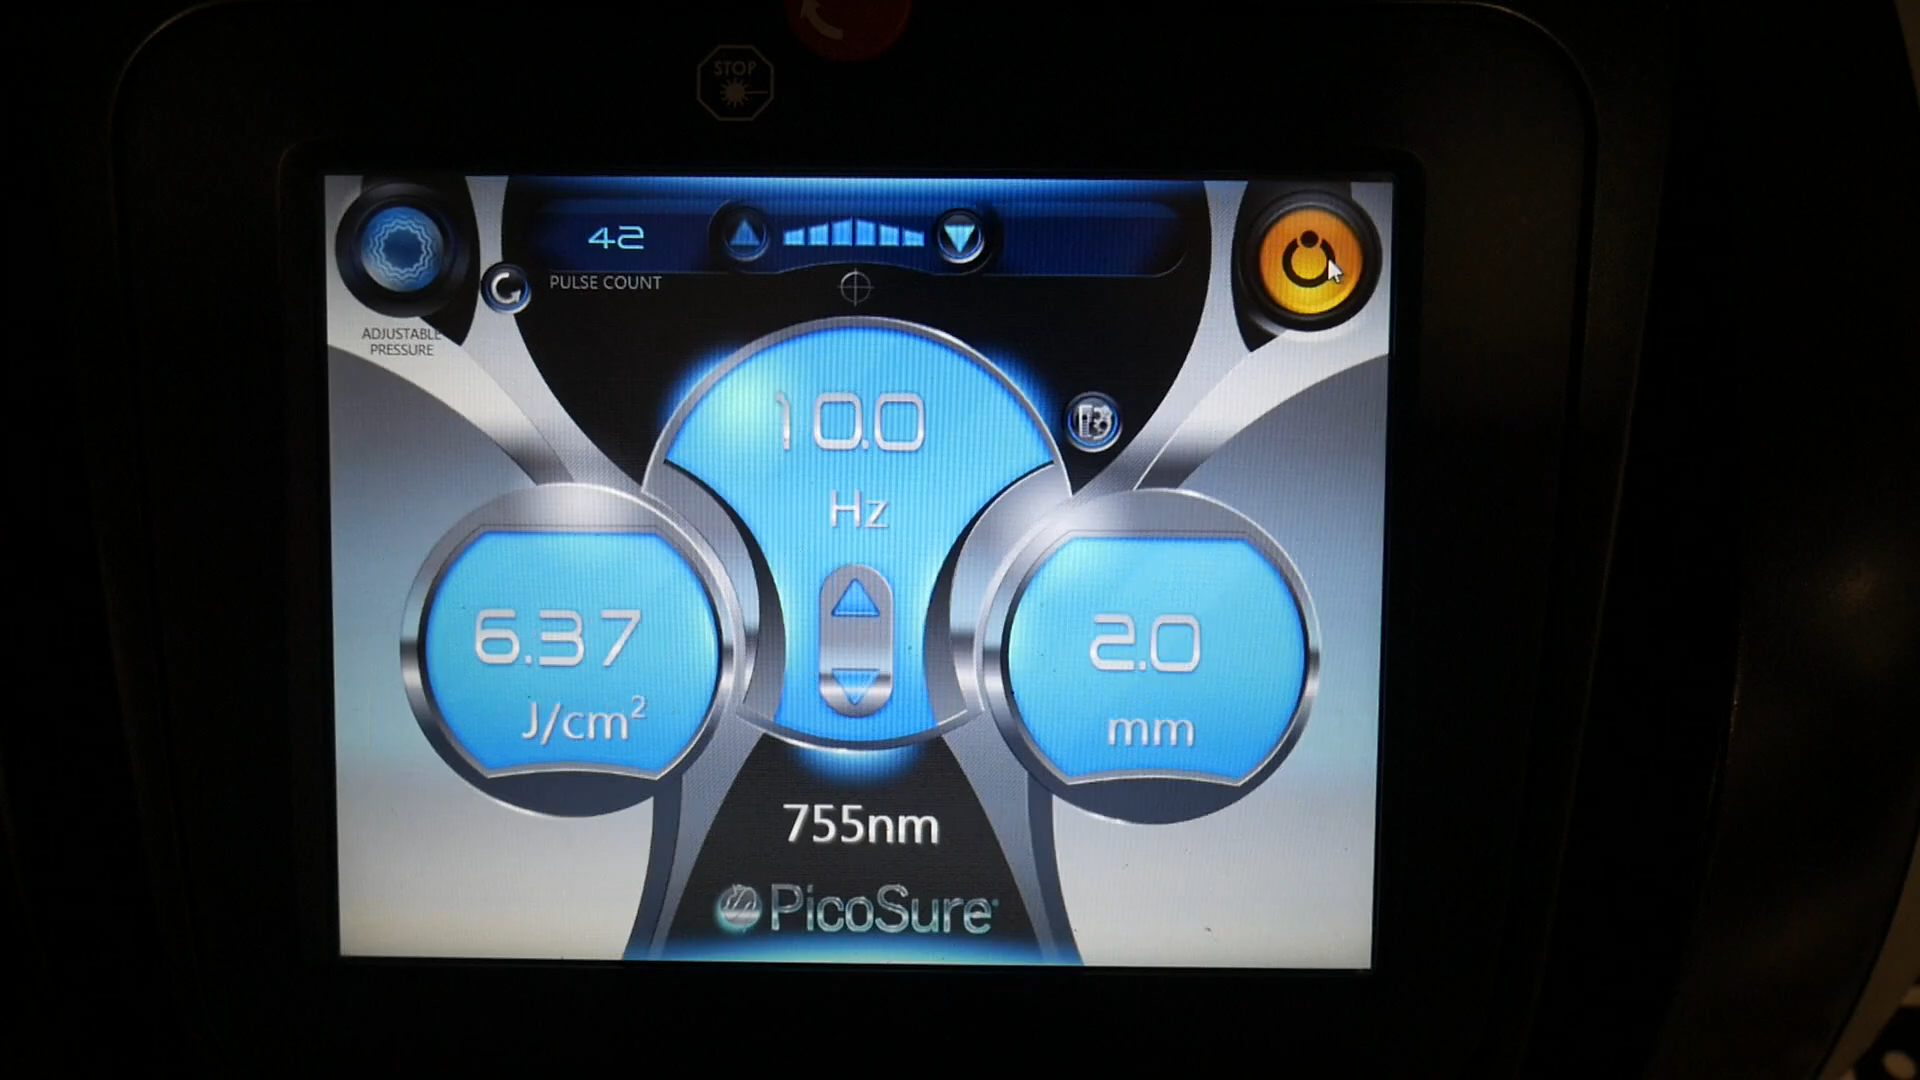 STOP
42
PULSE COUNT
ADJUSTABLE
PRESSURE
10.0
Hz
6.37
J/cm²
2.0
mm
755nm
PicoSure